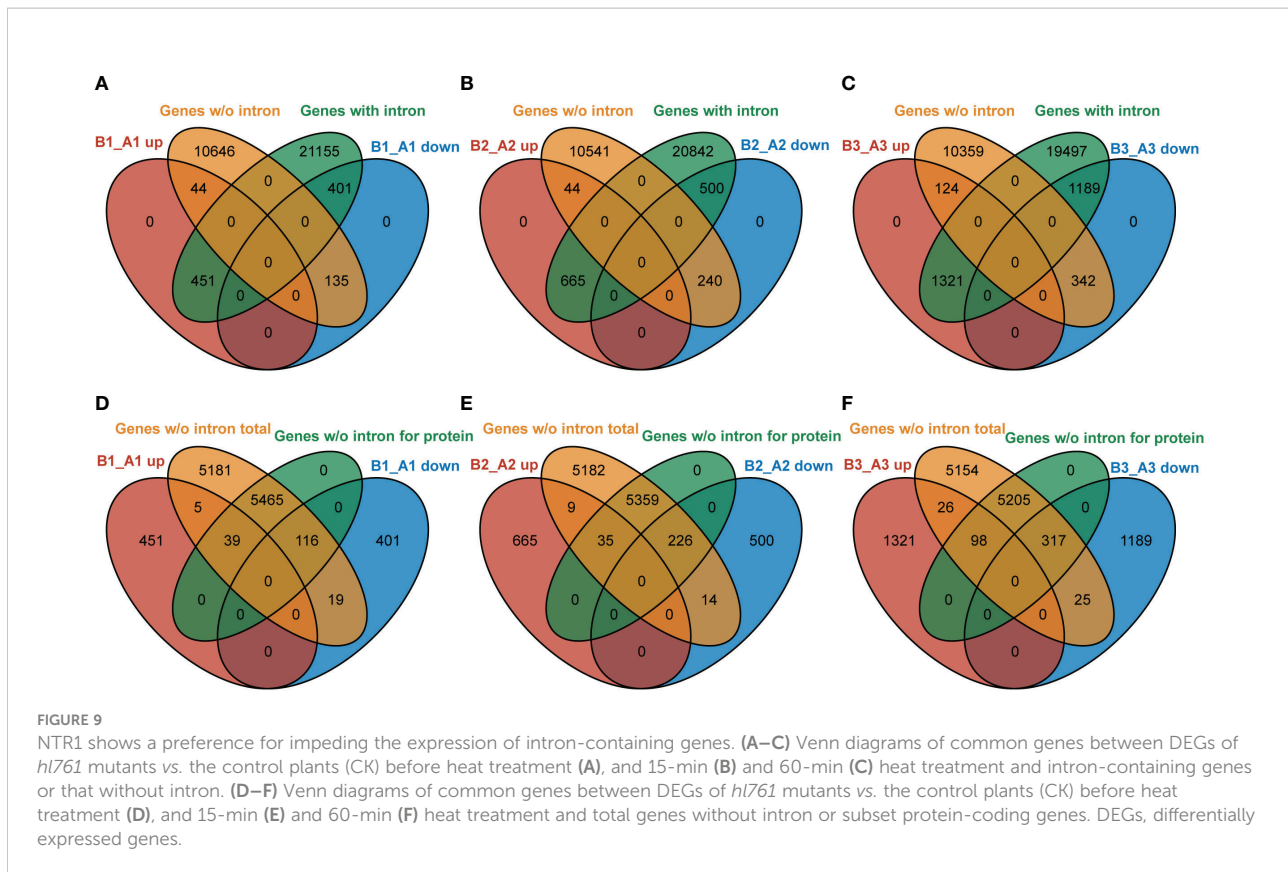 A
Genes w/o intron
Genes with intron
B1_A1 up
B1_A1 down
10646
21155
44
0
401
0
0
0
0
451
0
135
0
0
0
B
Genes w/o intron
Genes with intron
B2_A2 up
B2_A2 down
10541
20842
44
0
500
0
0
0
0
665
0
240
0
0
0
C
Genes w/o intron
Genes with intron
B3_A3 up
B3_A3 down
10359
19497
124
0
1189
0
0
0
0
1321
0
342
0
0
0
D
Genes w/o intron total
Genes w/o intron for protein
B1_A1 up
B1_A1 down
5181
0
5
5465
0
451
39
116
401
0
0
19
0
0
0
E
Genes w/o intron total
Genes w/o intron for protein
B2_A2 up
B2_A2 down
5182
0
9
5359
0
665
35
226
500
0
0
14
0
0
0
F
Genes w/o intron total
Genes w/o intron for protein
B3_A3 up
B3_A3 down
5154
0
26
5205
0
1321
98
317
1189
0
0
25
0
0
0
FIGURE 9
NTR1 shows a preference for impeding the expression of intron-containing genes. (A–C) Venn diagrams of common genes between DEGs of
hl761 mutants vs. the control plants (CK) before heat treatment (A), and 15-min (B) and 60-min (C) heat treatment and intron-containing genes
or that without intron. (D–F) Venn diagrams of common genes between DEGs of hl761 mutants vs. the control plants (CK) before heat
treatment (D), and 15-min (E) and 60-min (F) heat treatment and total genes without intron or subset protein-coding genes. DEGs, differentially
expressed genes.